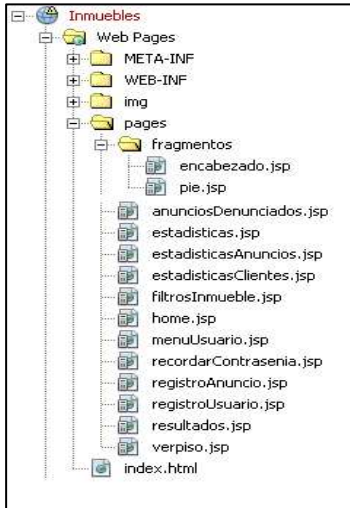 Inmuebles
Web Pages
META-INF
WEB-INF
img
pages
fragmentos
encabezado.jsp
pie.jsp
anunciosDenunciados.jsp
estadisticas.jsp
estadisticasAnuncios.jsp
estadisticasClientes.jsp
filtrosInmueble.jsp
home.jsp
menuUsuario.jsp
recordarContrasenia.jsp
registroAnuncio.jsp
registroUsuario.jsp
resultados.jsp
verpiso.jsp
index.html